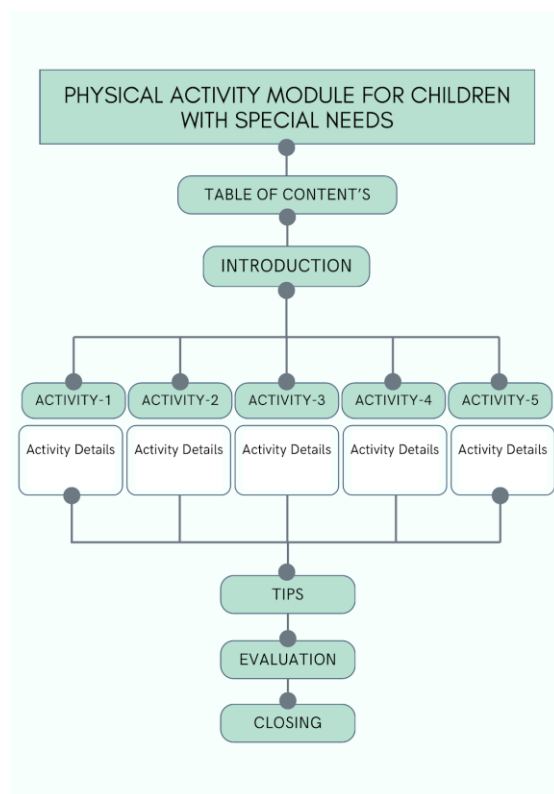 PHYSICAL ACTIVITY MODULE FOR CHILDREN
WITH SPECIAL NEEDS
TABLE OF CONTENT'S
INTRODUCTION
ACTIVITY-1
ACTIVITY-2
ACTIVITY-3
ACTIVITY-4
ACTIVITY-5
Activity Details
Activity Details
Activity Details
Activity Details
Activity Details
TIPS
EVALUATION
CLOSING